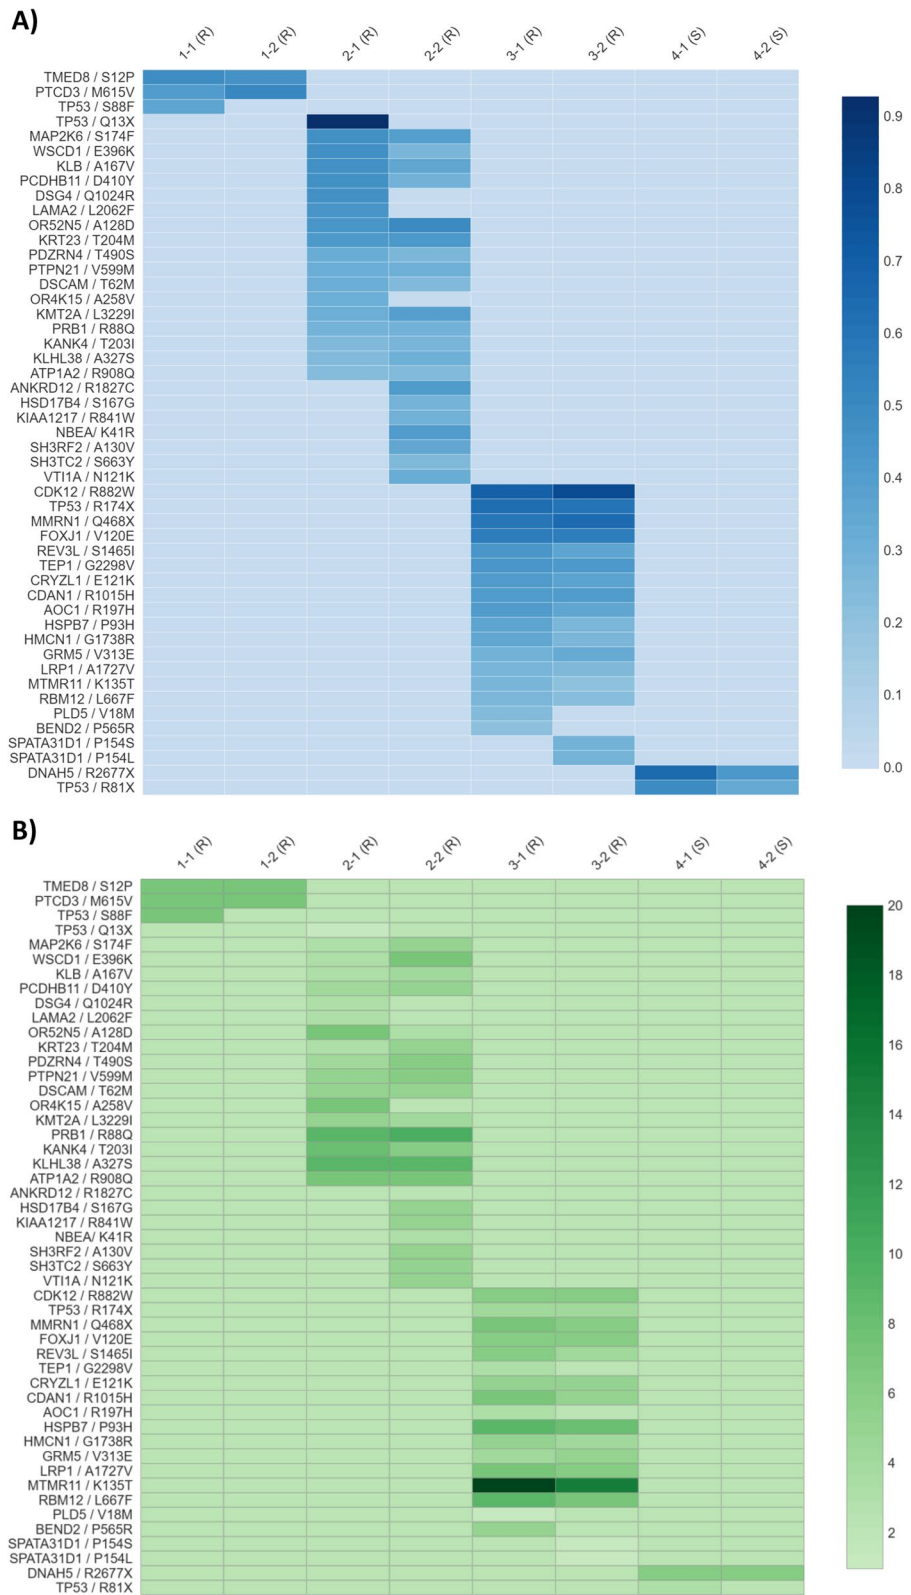 A)
1-1 (R) 1-2 (R) 2-1 (R) 2-2 (R) 3-1 (R) 3-2 (R) 4-1 (S) 4-2 (S)
TMED8 / S12P
PTCD3 / M615V
TP53 / S88F
TP53 / Q13X
MAP2K6 / S174F
WSCD1 / E396K
KLB / A167V
PCDHB11 / D410Y
DSG4 / Q1024R
LAMA2 / L2062F
OR52N5 / A128D
KRT23 / T204M
PDZRN4 / T490S
PTPN21 / V599M
DSCAM / T62M
OR4K15 / A258V
KMT2A / L3229I
PRB1 / R88Q
KANK4 / T203I
KLHL38 / A327S
ATP1A2 / R908Q
ANKRD12 / R1827C
HSD17B4 / S167G
KIAA1217 / R841W
NBEA/ K41R
SH3RF2 / A130V
SH3TC2 / S663Y
VTI1A / N121K
CDK12 / R882W
TP53 / R174X
MMRN1 / Q468X
FOXJ1 / V120E
REV3L / S1465I
TEP1 / G2298V
CRYZL1 / E121K
CDAN1 / R1015H
AOC1 / R197H
HSPB7 / P93H
HMCN1 / G1738R
GRM5 / V313E
LRP1 / A1727V
MTMR11 / K135T
RBM12 / L667F
PLD5 / V18M
BEND2 / P565R
SPATA31D1 / P154S
SPATA31D1 / P154L
DNAH5 / R2677X
TP53 / R81X
0.9
0.8
0.7
0.6
0.5
0.4
0.3
0.2
0.1
0.0
B)
1-1 (R) 1-2 (R) 2-1 (R) 2-2 (R) 3-1 (R) 3-2 (R) 4-1 (S) 4-2 (S)
TMED8 / S12P
PTCD3 / M615V
TP53 / S88F
TP53 / Q13X
MAP2K6 / S174F
WSCD1 / E396K
KLB / A167V
PCDHB11 / D410Y
DSG4 / Q1024R
LAMA2 / L2062F
OR52N5 / A128D
KRT23 / T204M
PDZRN4 / T490S
PTPN21 / V599M
DSCAM / T62M
OR4K15 / A258V
KMT2A / L3229I
PRB1 / R88Q
KANK4 / T203I
KLHL38 / A327S
ATP1A2 / R908Q
ANKRD12 / R1827C
HSD17B4 / S167G
KIAA1217 / R841W
NBEA/ K41R
SH3RF2 / A130V
SH3TC2 / S663Y
VTI1A / N121K
CDK12 / R882W
TP53 / R174X
MMRN1 / Q468X
FOXJ1 / V120E
REV3L / S1465I
TEP1 / G2298V
CRYZL1 / E121K
CDAN1 / R1015H
AOC1 / R197H
HSPB7 / P93H
HMCN1 / G1738R
GRM5 / V313E
LRP1 / A1727V
MTMR11 / K135T
RBM12 / L667F
PLD5 / V18M
BEND2 / P565R
SPATA31D1 / P154S
SPATA31D1 / P154L
DNAH5 / R2677X
TP53 / R81X
20
18
16
14
12
10
8
6
4
2